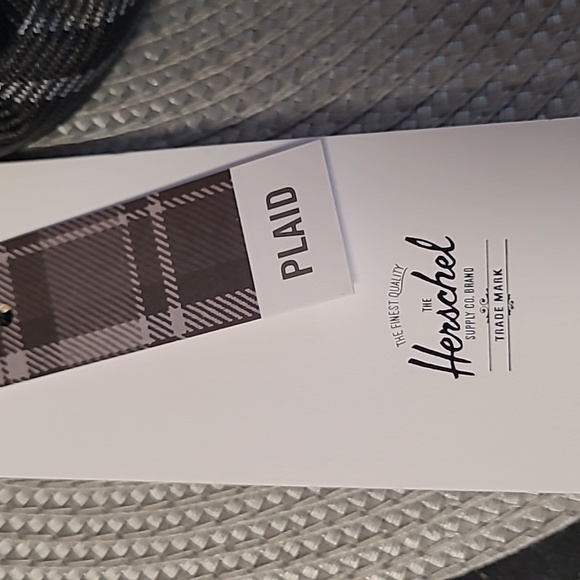 PLAID
THE FINEST QUALITY
THE
Herschel
SUPPLY CO. BRAND
TRADE MARK